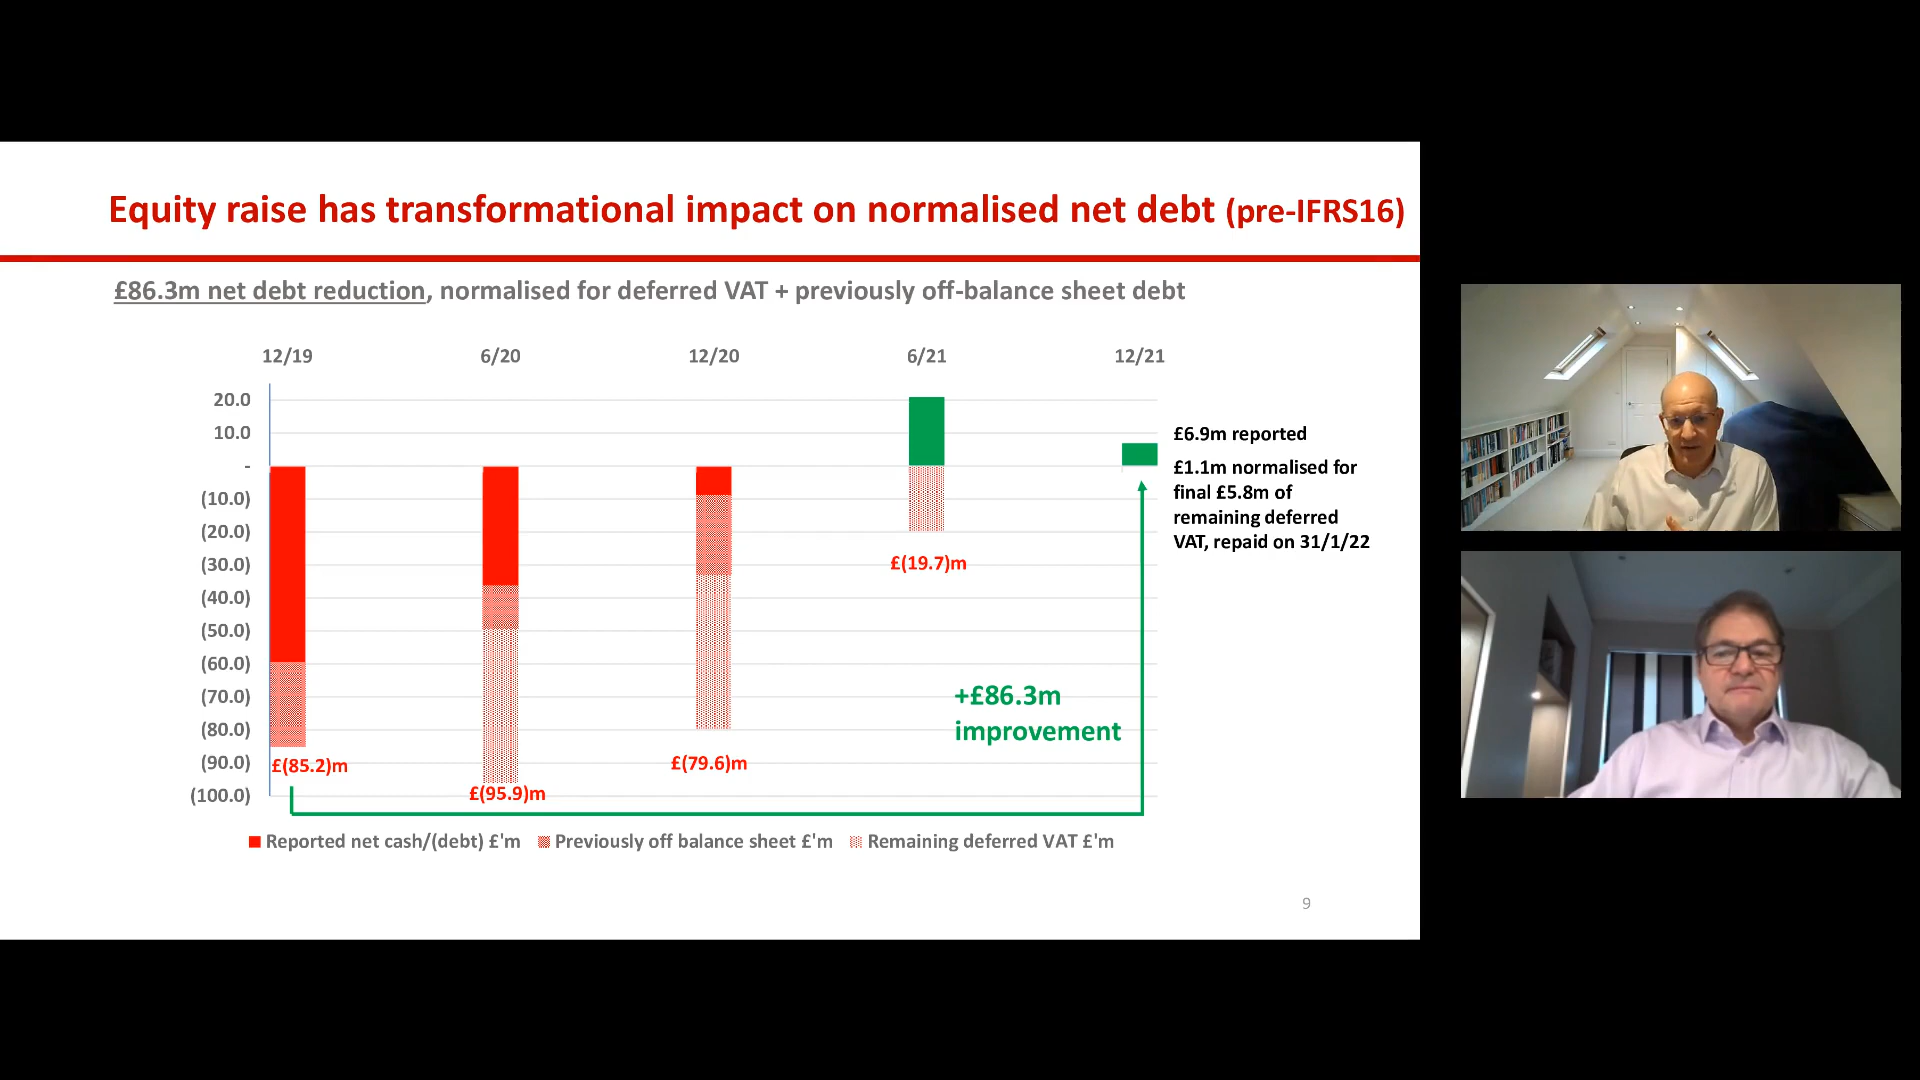 Equity raise has transformational impact on normalised net debt (pre-IFRS16)
£86.3m net debt reduction, normalised for deferred VAT + previously off-balance sheet debt
12/19 6/20 12/20 6/21 12/21
20.0
10.0
-
(10.0)
(20.0)
(30.0)
(40.0)
(50.0)
(60.0)
(70.0)
(80.0)
(90.0)
(100.0)
£(85.2)m
£(95.9)m
£(79.6)m
£(19.7)m
+£86.3m
improvement
£6.9m reported
£1.1m normalised for
final £5.8m of
remaining deferred
VAT, repaid on 31/1/22
Reported net cash/(debt) £'m Previously off balance sheet £'m Remaining deferred VAT £'m
9